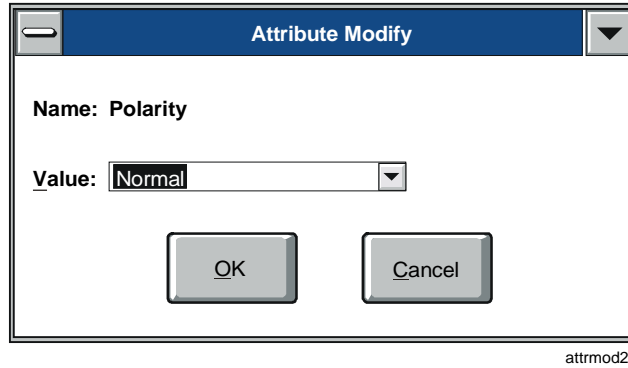 Attribute Modify
Name: Polarity
Value: Normal
OK Cancel
attrmod2